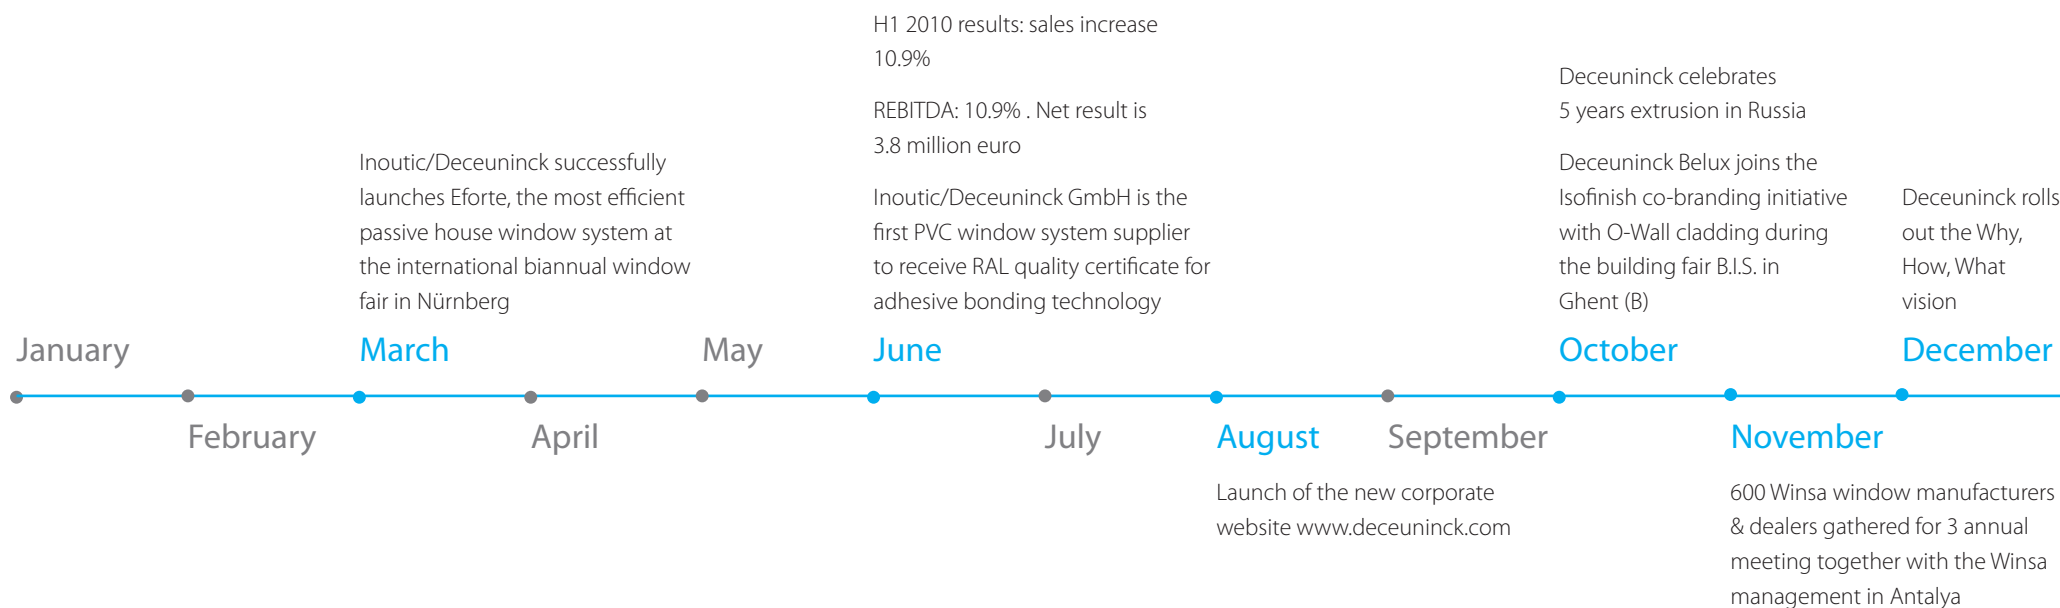 H1 2010 results: sales increase
10.9%
REBITDA: 10.9% . Net result is
3.8 million euro
Inoutic/Deceuninck GmbH is the
first PVC window system supplier
to receive RAL quality certificate for
adhesive bonding technology
Inoutic/Deceuninck successfully
launches Eforte, the most efficient
passive house window system at
the international biannual window
fair in Nürnberg
Deceuninck celebrates
5 years extrusion in Russia
Deceuninck Belux joins the
Isofinish co-branding initiative
with O-Wall cladding during
the building fair B.I.S. in
Ghent (B)
Deceuninck rolls
out the Why,
How, What
vision
January
March
May
June
October
December
February
April
July
August
September
November
Launch of the new corporate
website www.deceuninck.com
600 Winsa window manufacturers
& dealers gathered for 3 annual
meeting together with the Winsa
management in Antalya